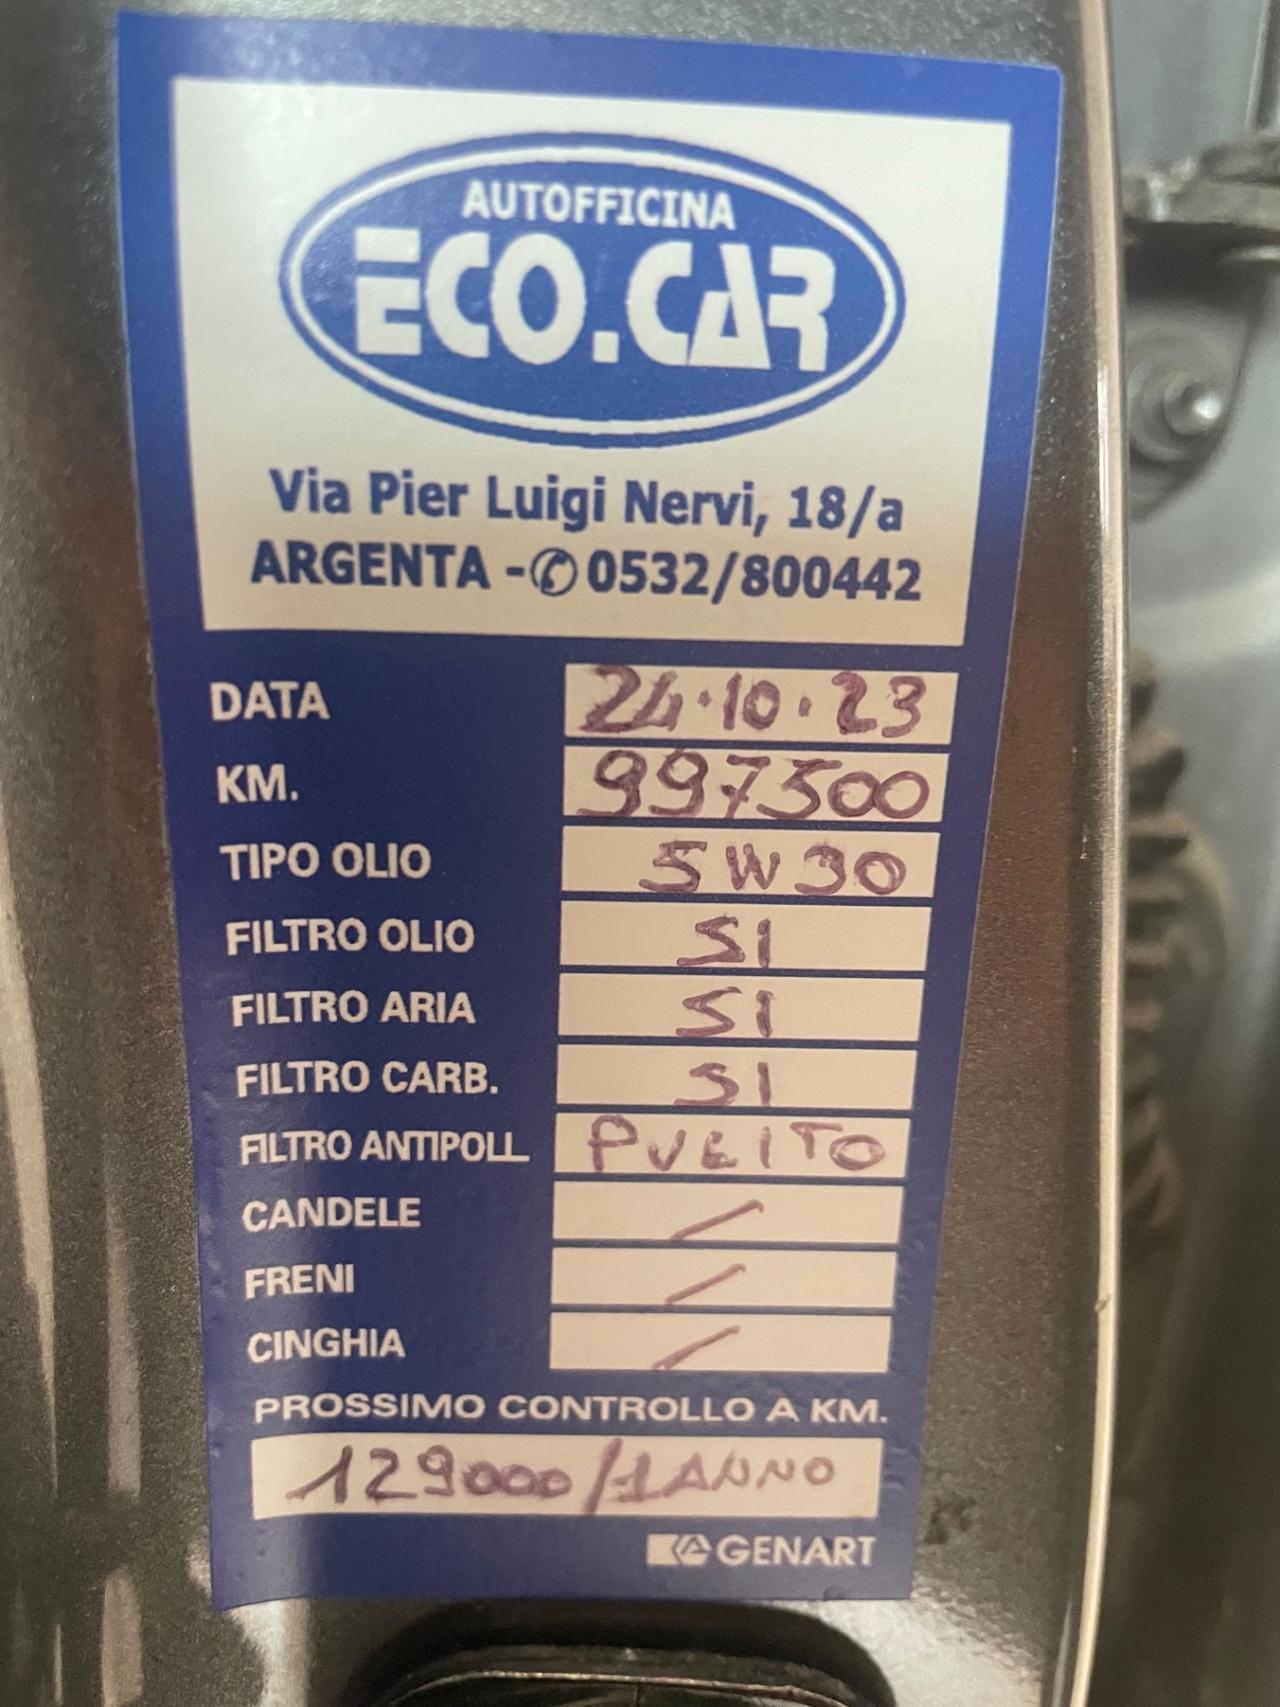 AUTOFFICINA
ECO.CAR
Via Pier Luigi Nervi, 18/a
ARGENTA - ✆ 0532/800442
DATA 24.10.23
KM. 997500
TIPO OLIO 5W30
FILTRO OLIO SI
FILTRO ARIA SI
FILTRO CARB. SI
FILTRO ANTIPOLL PULITO
CANDELE /
FRENI /
CINGHIA /
PROSSIMO CONTROLLO A KM.
129000/1 ANNO
GENART